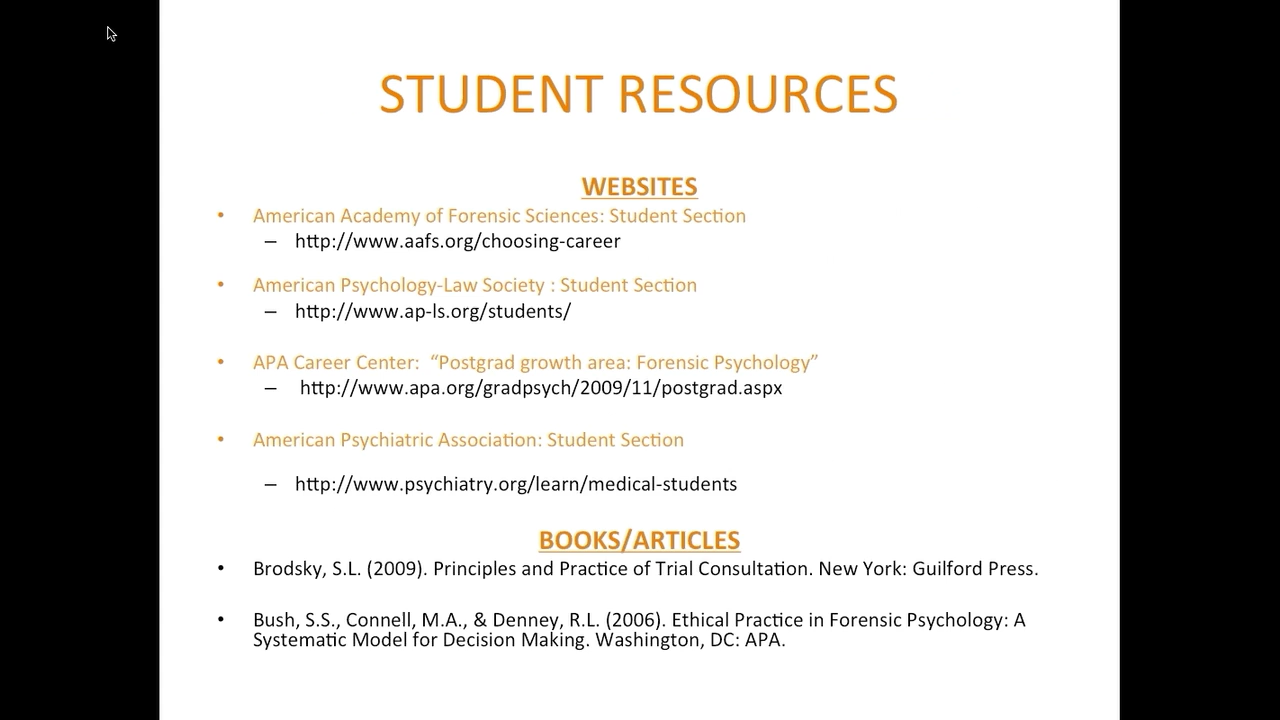 STUDENT RESOURCES
WEBSITES
• American Academy of Forensic Sciences: Student Section
– http://www.aafs.org/choosing-career
• American Psychology-Law Society : Student Section
– http://www.ap-ls.org/students/
• APA Career Center:  “Postgrad growth area: Forensic Psychology”
– http://www.apa.org/gradpsych/2009/11/postgrad.aspx
• American Psychiatric Association: Student Section
– http://www.psychiatry.org/learn/medical-students
BOOKS/ARTICLES
• Brodsky, S.L. (2009). Principles and Practice of Trial Consultation. New York: Guilford Press.
• Bush, S.S., Connell, M.A., & Denney, R.L. (2006). Ethical Practice in Forensic Psychology: A
Systematic Model for Decision Making. Washington, DC: APA.